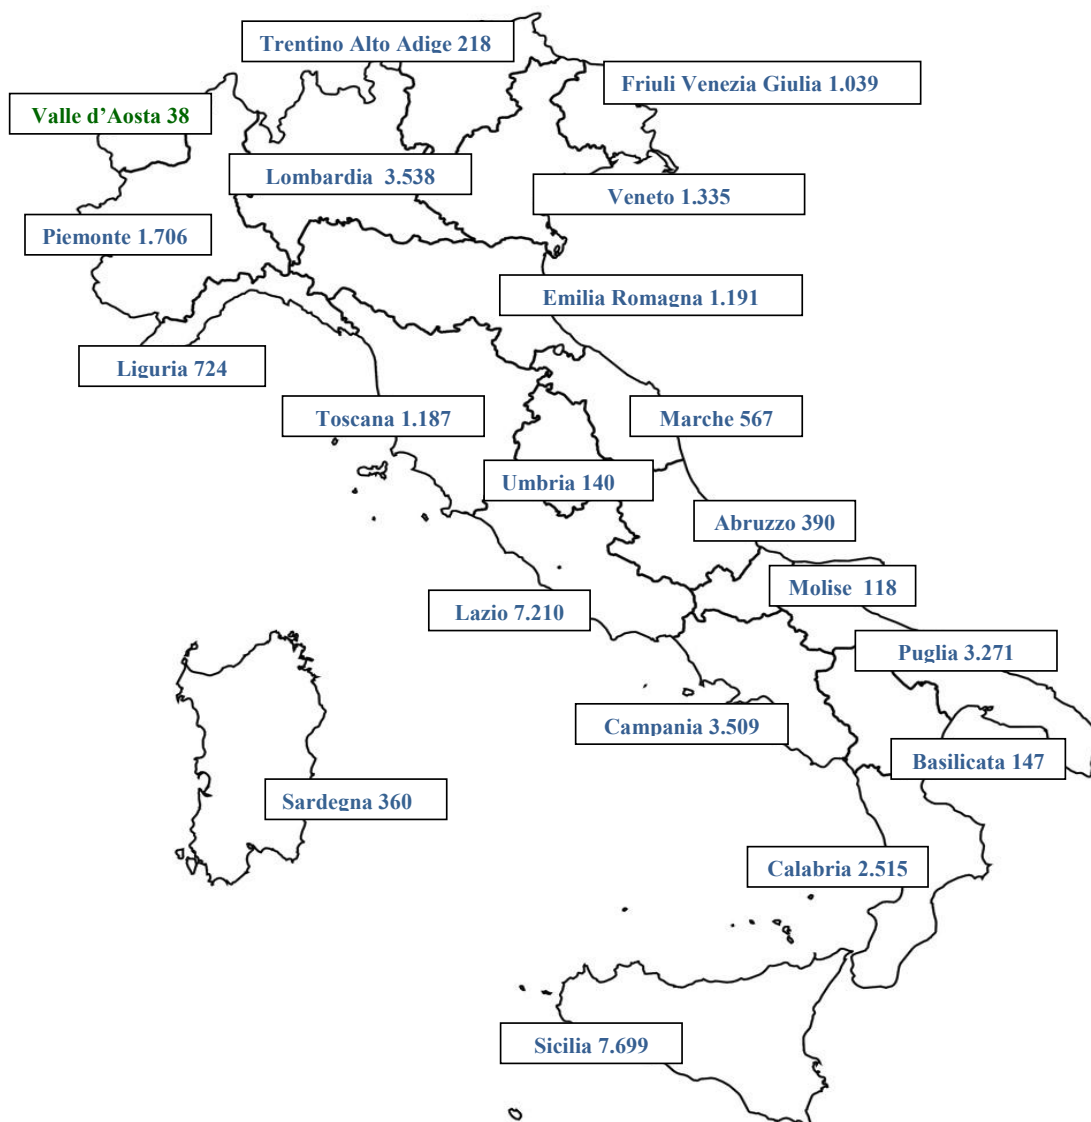 Trentino Alto Adige 218
Friuli Venezia Giulia 1.039
Valle d’Aosta 38
Lombardia 3.538
Veneto 1.335
Piemonte 1.706
Emilia Romagna 1.191
Liguria 724
Toscana 1.187
Marche 567
Umbria 140
Abruzzo 390
Molise 118
Lazio 7.210
Puglia 3.271
Campania 3.509
Basilicata 147
Sardegna 360
Calabria 2.515
Sicilia 7.699